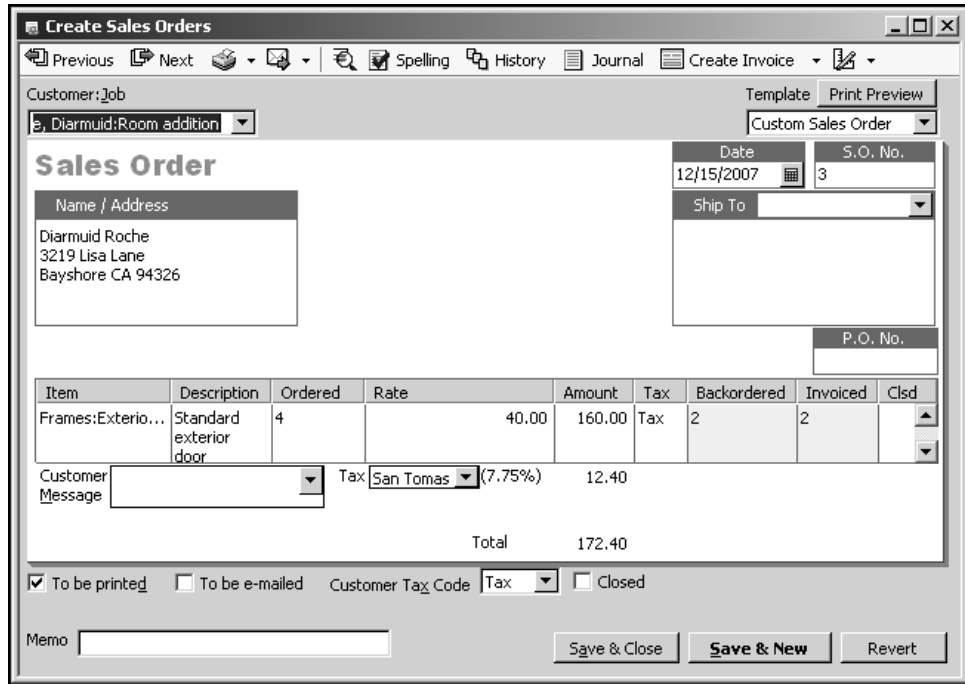 Create Sales Orders
Previous Next Spelling History Journal Create Invoice
Customer:Job Template Print Preview
e, Diarmuid:Room addition Custom Sales Order
Sales Order
Date S.O. No.
12/15/2007 3
Name / Address Ship To
Diarmuid Roche
3219 Lisa Lane
Bayshore CA 94326
P.O. No.
Item Description Ordered Rate Amount Tax Backordered Invoiced Clsd
Frames:Exterio... Standard 4 40.00 160.00 Tax 2 2
exterior
door
Customer Tax San Tomas (7.75%) 12.40
Message
Total 172.40
To be printed To be e-mailed Customer Tax Code Tax Closed
Memo Save & Close Save & New Revert